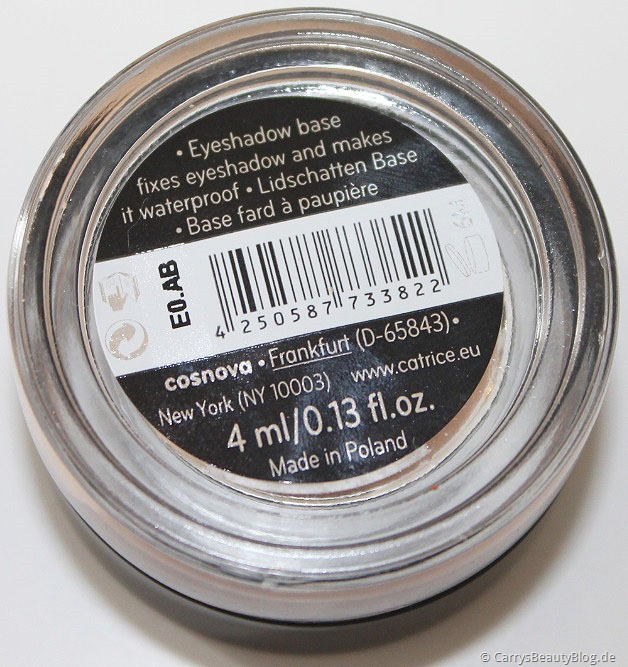 • Eyeshadow base
fixes eyeshadow and makes
it waterproof • Lidschatten Base
• Base fard à paupière
E0.AB
6M
4 250587 733822
cosnova • Frankfurt (D-65843) •
New York (NY 10003) www.catrice.eu
4 ml/0.13 fl.oz.
Made in Poland
© CarrysBeautyBlog.de